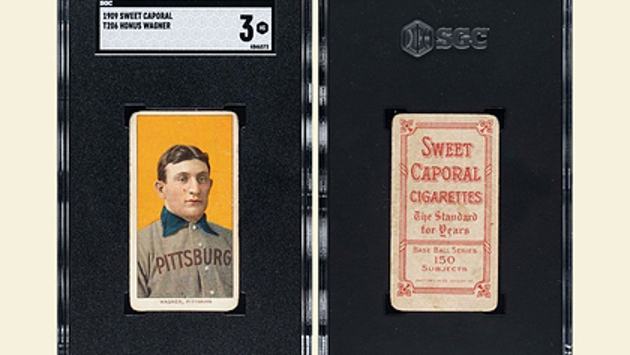 SGC
1909 SWEET CAPORAL
T206 HONUS WAGNER
3
PITTSBURG
WAGNER, PITTSBURG
SGC
SWEET
CAPORAL
CIGARETTES
The Standard
for Years
BASE BALL SERIES
150
SUBJECTS